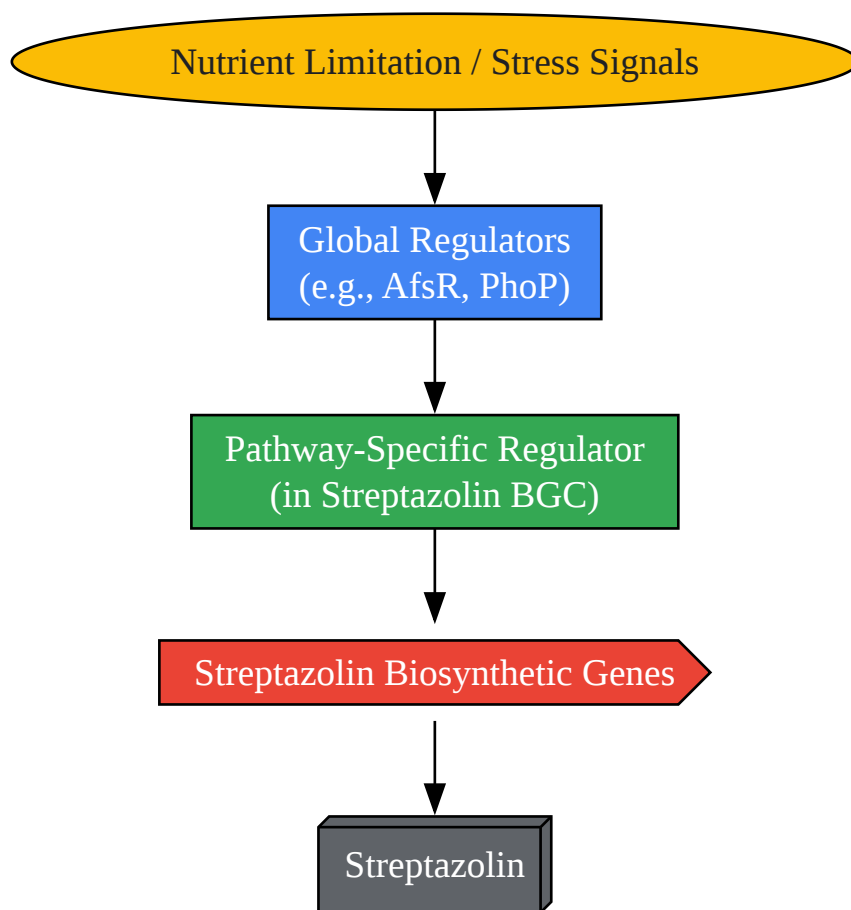 Nutrient Limitation / Stress Signals
Global Regulators
(e.g., AfsR, PhoP)
Pathway-Specific Regulator
(in Streptazolin BGC)
Streptazolin Biosynthetic Genes
Streptazolin